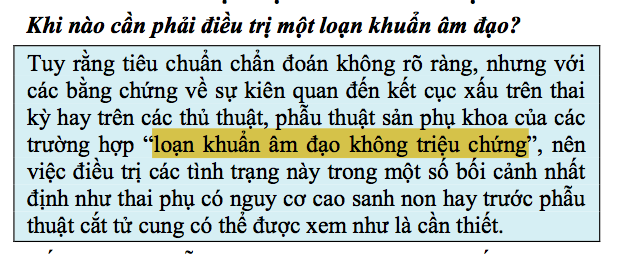 Khi nào cần phải điều trị một loạn khuẩn âm đạo?
Tuy rằng tiêu chuẩn chẩn đoán không rõ ràng, nhưng với
các bằng chứng về sự kiên quan đến kết cục xấu trên thai
kỳ hay trên các thủ thuật, phẫu thuật sản phụ khoa của các
trường hợp “loạn khuẩn âm đạo không triệu chứng”, nên
việc điều trị các tình trạng này trong một số bối cảnh nhất
định như thai phụ có nguy cơ cao sanh non hay trước phẫu
thuật cắt tử cung có thể được xem như là cần thiết.